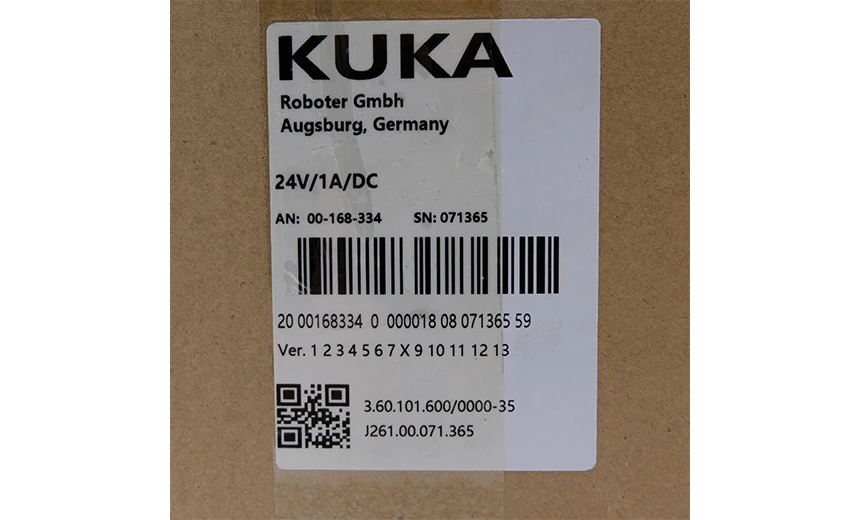 KUKA
Roboter Gmbh
Augsburg, Germany
24V/1A/DC
AN: 00-168-334 SN: 071365
20 00168334 0 000018 08 071365 59
Ver. 1 2 3 4 5 6 7 X 9 10 11 12 13
3.60.101.600/0000-35
J261.00.071.365